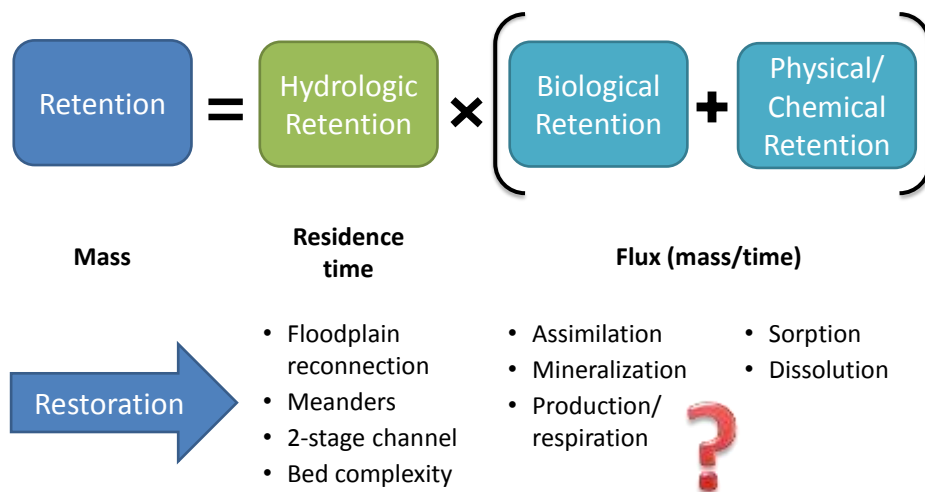 Retention
=
Hydrologic
Retention
×
Biological
Retention
+
Physical/
Chemical
Retention
Mass
Residence
time
Flux (mass/time)
Restoration
• Floodplain
reconnection
• Meanders
• 2-stage channel
• Bed complexity
• Assimilation
• Mineralization
• Production/
respiration
• Sorption
• Dissolution
?